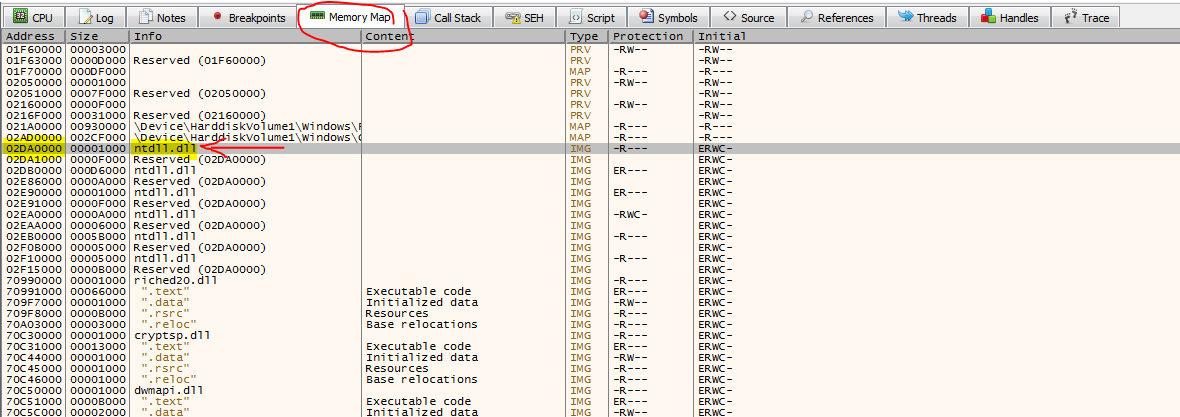 CPU Log Notes Breakpoints Memory Map Call Stack SEH Script Symbols Source References Threads Handles Trace
Address Size Info Content Type Protection Initial
01F60000 00003000 PRV -RW-- -RW--
01F63000 0000D000 Reserved (01F60000) PRV -RW--
01F70000 000DF000 MAP -R--- -R---
02050000 00001000 PRV -RW-- -RW--
02051000 0007F000 Reserved (02050000) PRV -RW--
02160000 0000F000 PRV -RW-- -RW--
0216F000 00031000 Reserved (02160000) PRV -RW--
021A0000 00930000 \Device\HarddiskVolume1\Windows\ MAP -R--- -R---
02AD0000 002CF000 \Device\HarddiskVolume1\Windows\ MAP -R--- -R---
02DA0000 00001000 ntdll.dll IMG -R--- ERWC-
02DA1000 0000F000 Reserved (02DA0000) IMG ERWC-
02DB0000 000D6000 ntdll.dll IMG ER--- ERWC-
02E86000 0000A000 Reserved (02DA0000) IMG ERWC-
02E90000 00001000 ntdll.dll IMG ER--- ERWC-
02E91000 0000F000 Reserved (02DA0000) IMG ERWC-
02EA0000 0000A000 ntdll.dll IMG -RWC- ERWC-
02EAA000 00006000 Reserved (02DA0000) IMG ERWC-
02EB0000 0005B000 ntdll.dll IMG -R--- ERWC-
02F0B000 00005000 Reserved (02DA0000) IMG ERWC-
02F10000 00005000 ntdll.dll IMG -R--- ERWC-
02F15000 0000B000 Reserved (02DA0000) IMG ERWC-
70990000 00001000 riched20.dll IMG -R--- ERWC-
70991000 00066000 ".text" Executable code IMG ER--- ERWC-
709F7000 00001000 ".data" Initialized data IMG -RW-- ERWC-
709F8000 0000B000 ".rsrc" Resources IMG -R--- ERWC-
70A03000 00003000 ".reloc" Base relocations IMG -R--- ERWC-
70C30000 00001000 cryptsp.dll IMG -R--- ERWC-
70C31000 00013000 ".text" Executable code IMG ER--- ERWC-
70C44000 00001000 ".data" Initialized data IMG -RW-- ERWC-
70C45000 00001000 ".rsrc" Resources IMG -R--- ERWC-
70C46000 00001000 ".reloc" Base relocations IMG -R--- ERWC-
70C50000 00001000 dwmapi.dll IMG -R--- ERWC-
70C51000 0000B000 ".text" Executable code IMG ER--- ERWC-
70C5C000 00002000 ".data" Initialized data IMG -RW-- ERWC-